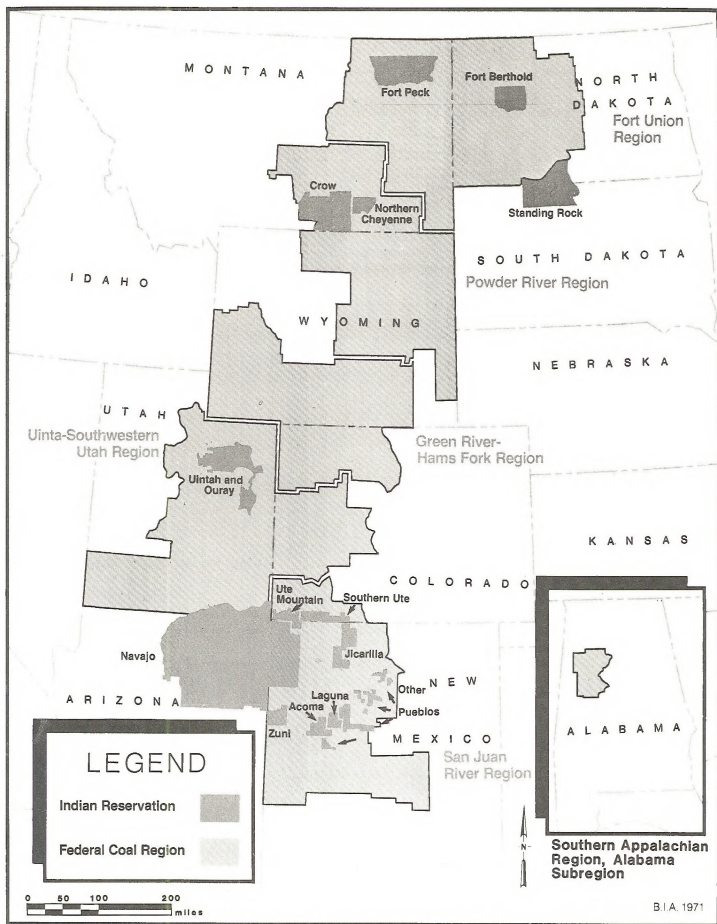 MONTANA
Fort Peck
Fort Berthold
NORTH
DAKOTA
Fort Union
Region
Crow
Northern
Cheyenne
Standing Rock
SOUTH DAKOTA
Powder River Region
IDAHO
WYOMING
NEBRASKA
UTAH
Uinta-Southwestern
Utah Region
Green River-
Hams Fork Region
Uintah and
Ouray
KANSAS
COLORADO
Ute
Mountain
Southern Ute
Navajo
Jicarilla
NEW
Other
Pueblos
Laguna
Acoma
ARIZONA
Zuni
MEXICO
San Juan
River Region
ALABAMA
LEGEND
Indian Reservation
Federal Coal Region
N
Southern Appalachian
Region, Alabama
Subregion
0 50 100 200
miles
B.I.A. 1971